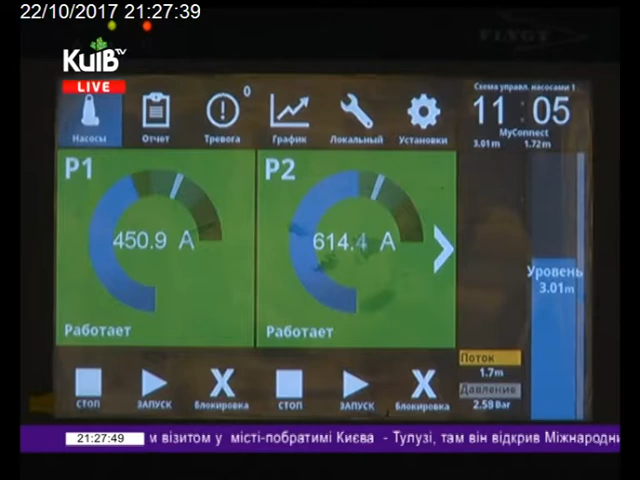 22/10/2017 21:27:39
FLYGT
КиїВ TV
LIVE
0
Схема управл. насосами 1
11 05
MyConnect
3.01m 1.72m
Насосы Отчет Тревога График Локальный Установки
P1
450.9 A
Работает
P2
614.4 A
Работает
Уровень
3.01m
Поток
1.7m
Давление
2.59 Bar
СТОП ЗАПУСК Блокировка СТОП ЗАПУСК Блокировка
21:27:49 м візитом у місті-побратимі Києва - Тулузі, там він відкрив Міжнародни